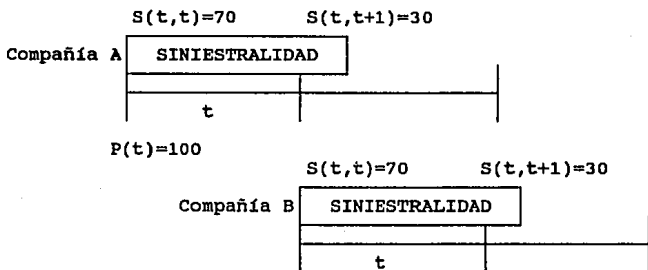 S(t,t)=70 S(t,t+1)=30
Compañía A SINIESTRALIDAD
t
P(t)=100
S(t,t)=70 S(t,t+1)=30
Compañía B SINIESTRALIDAD
t